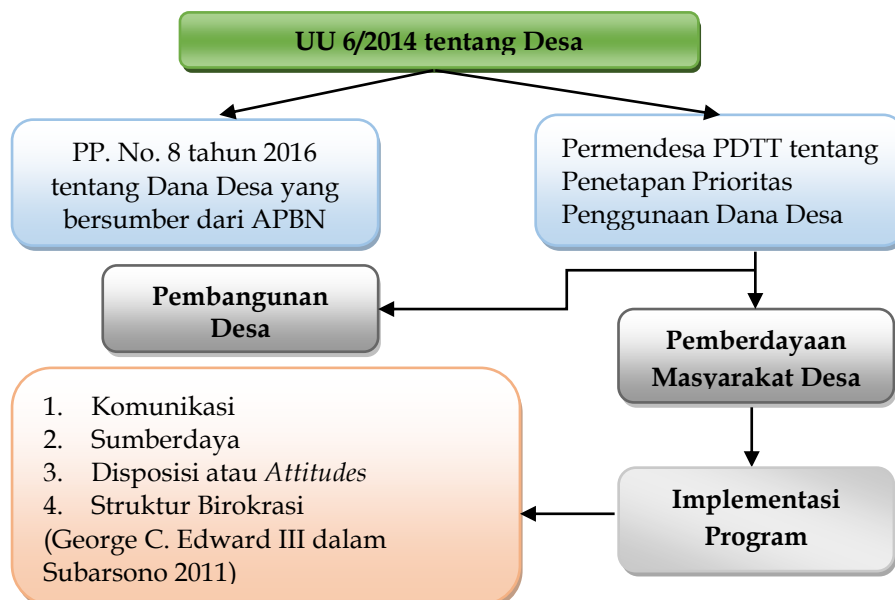 UU 6/2014 tentang Desa
PP. No. 8 tahun 2016
tentang Dana Desa yang
bersumber dari APBN
Permendesa PDTT tentang
Penetapan Prioritas
Penggunaan Dana Desa
Pembangunan
Desa
Pemberdayaan
Masyarakat Desa
1. Komunikasi
2. Sumberdaya
3. Disposisi atau Attitudes
4. Struktur Birokrasi
(George C. Edward III dalam
Subarsono 2011)
Implementasi
Program